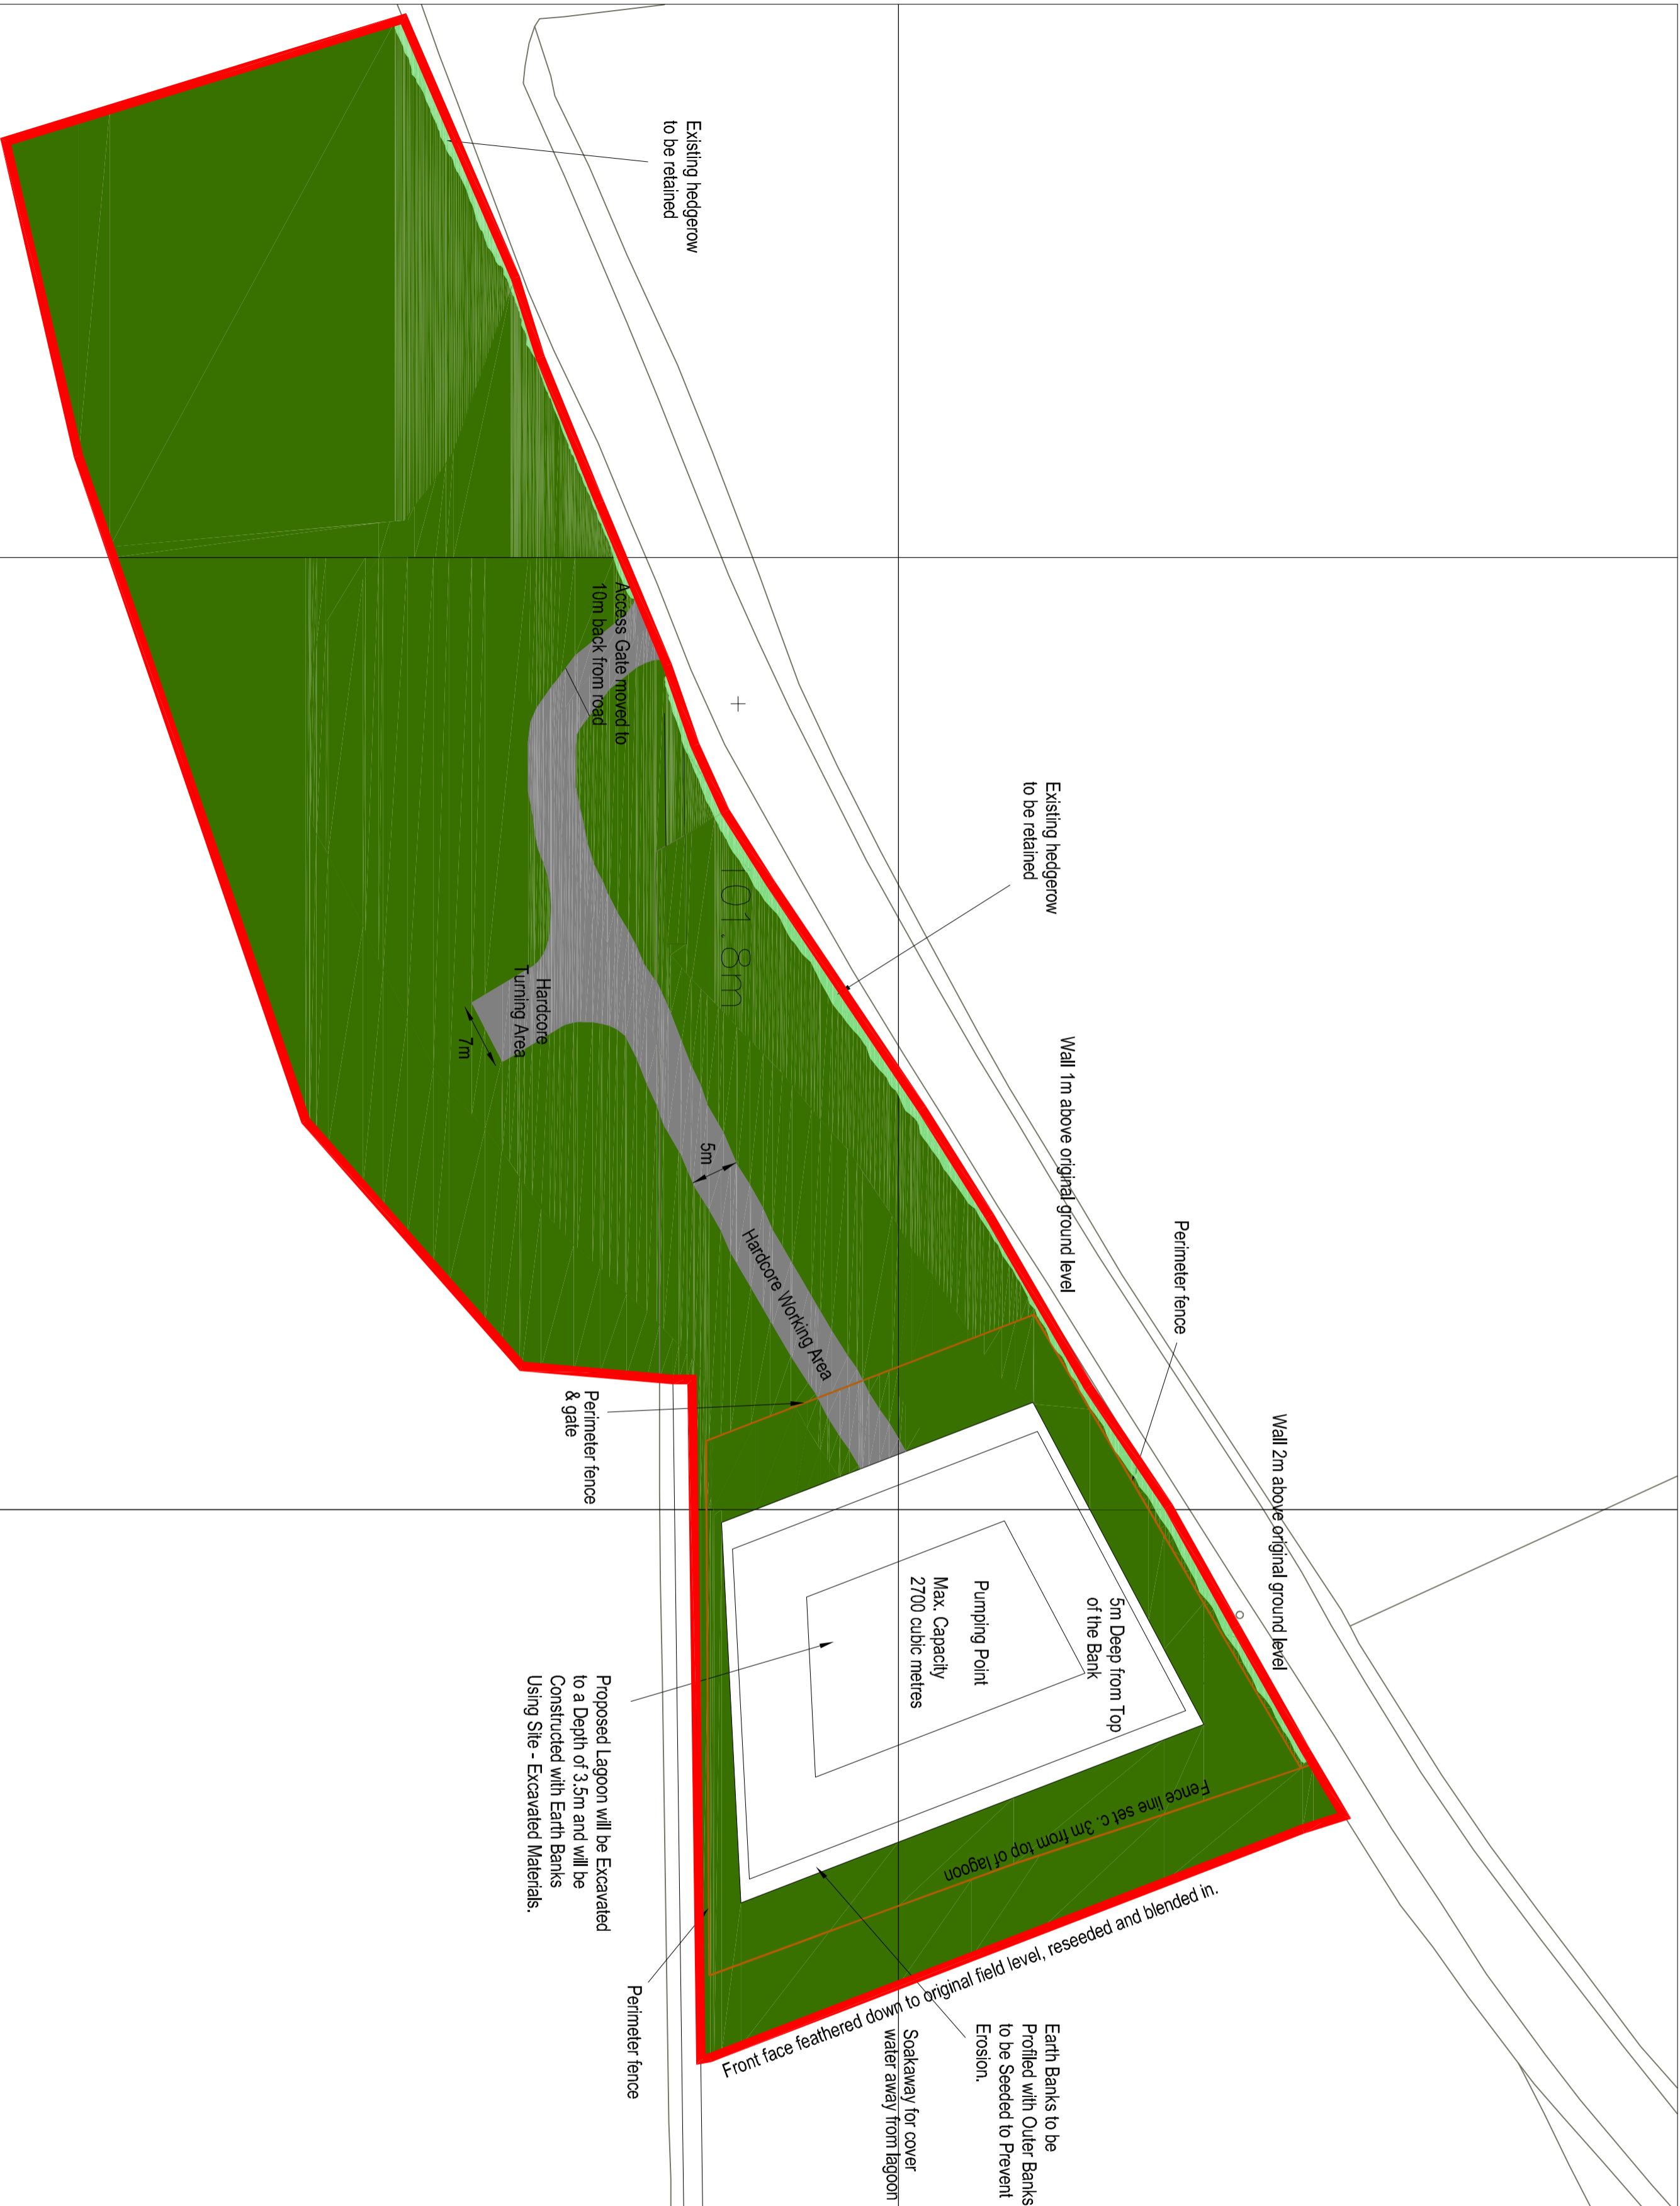 Existing hedgerow
to be retained
Access Gate moved to
10m back from road
Existing hedgerow
to be retained
101.8m
Hardcore
Turning Area
7m
5m
Hardcore Working Area
Wall 1m above original ground level
Perimeter fence
Wall 2m above original ground level
Perimeter fence
& gate
5m Deep from Top
of the Bank
Pumping Point
Max. Capacity
2700 cubic metres
Proposed Lagoon will be Excavated
to a Depth of 3.5m and will be
Constructed with Earth Banks
Using Site - Excavated Materials.
Fence line set c. 3m from top of lagoon
Front face feathered down to original field level, reseeded and blended in.
Perimeter fence
Earth Banks to be
Profiled with Outer Banks
to be Seeded to Prevent
Erosion.
Soakaway for cover
water away from lagoon